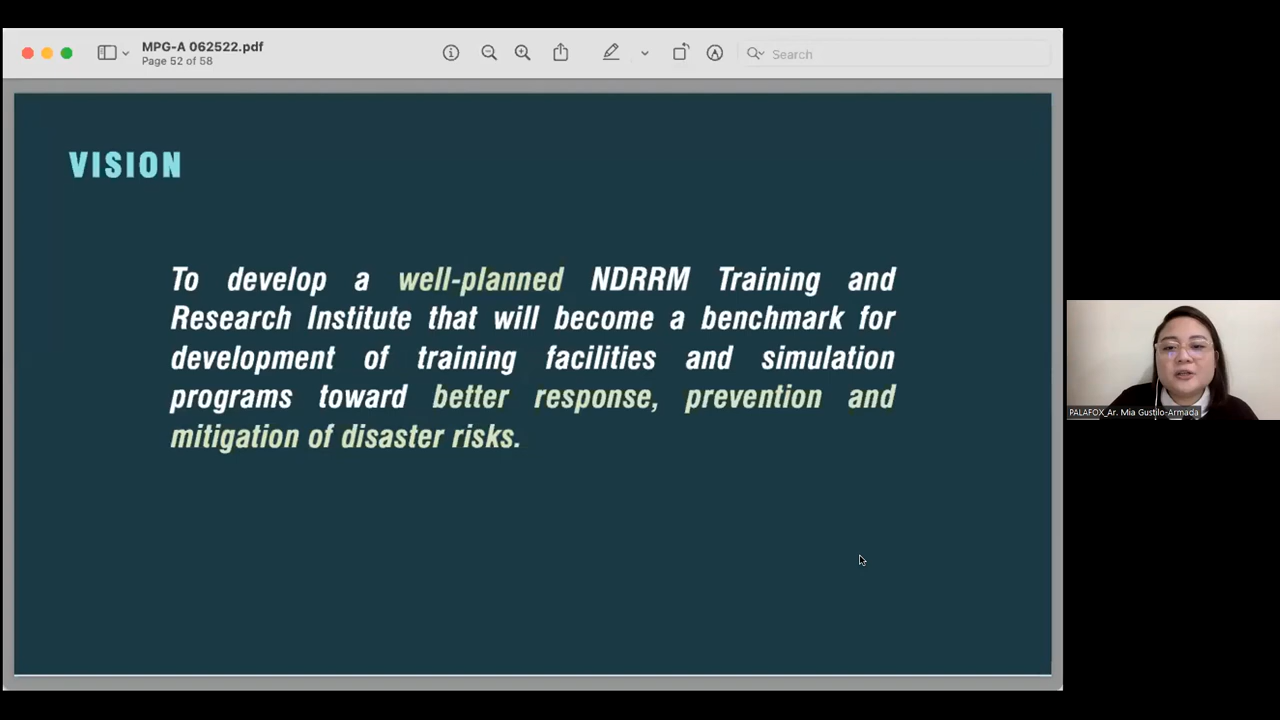 MPG-A 062522.pdf
Page 52 of 58
Search
VISION
To develop a well-planned NDRRM Training and
Research Institute that will become a benchmark for
development of training facilities and simulation
programs toward better response, prevention and
mitigation of disaster risks.
PALAFOX_Ar. Mia Gustilo-Armada